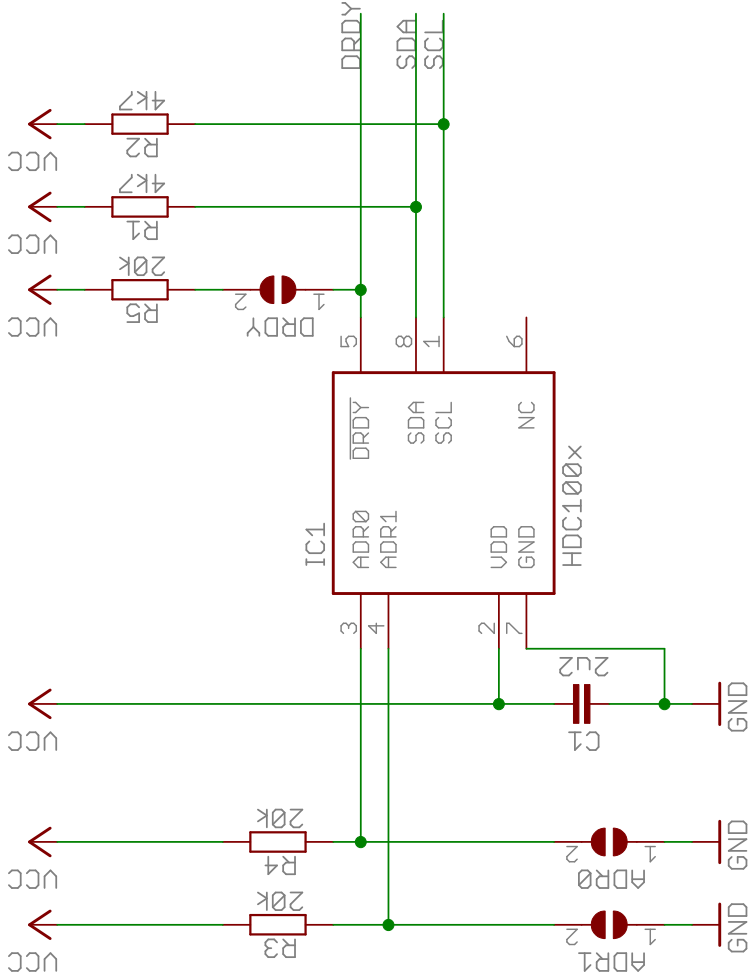 DRDY
SDA
SCL
4k7
R2
VCC
4k7
R1
VCC
20k
R5
VCC
2
1
DRDY
5
8
1
6
DRDY
SDA
SCL
NC
IC1
ADR0
ADR1
VDD
GND
HDC100x
3
4
2
7
2u2
C1
VCC
GND
20k
R4
VCC
2
1
ADR0
GND
20k
R3
VCC
2
1
ADR1
GND